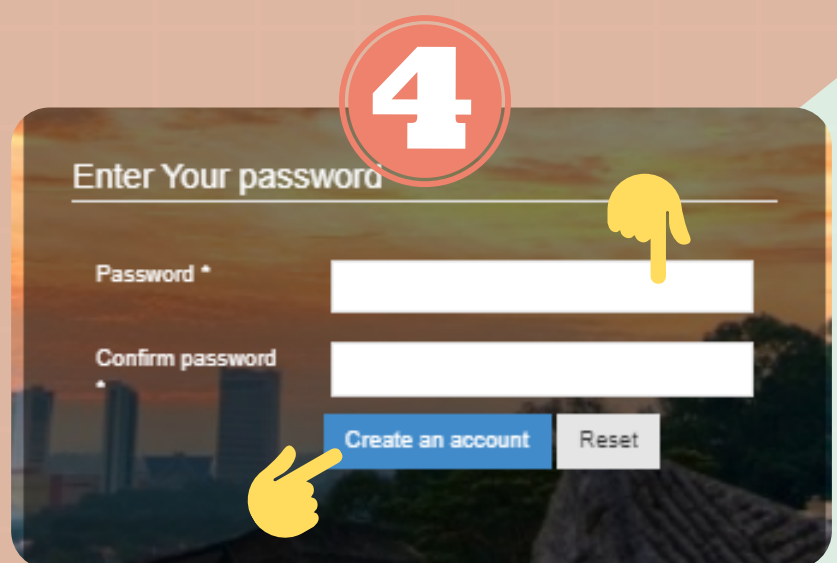 4
Enter Your password
Password *
Confirm password
*
Create an account Reset